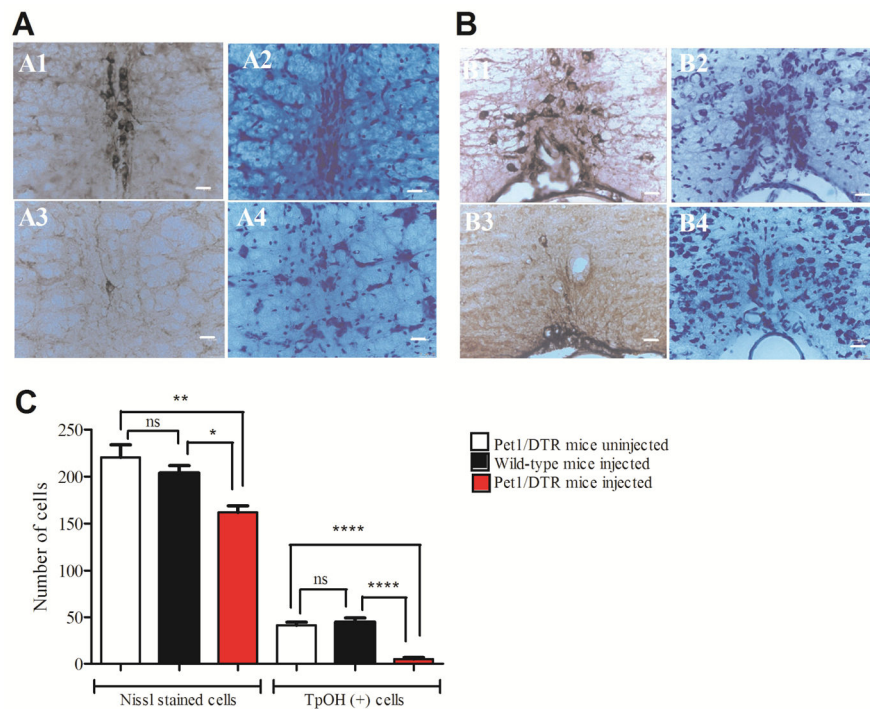 A
B
A1
A2
B1
B2
A3
A4
B3
B4
C
**
ns
*
250
200
150
100
50
0
Number of cells
****
ns
****
Nissl stained cells
TpOH (+) cells
Pet1/DTR mice uninjected
Wild-type mice injected
Pet1/DTR mice injected